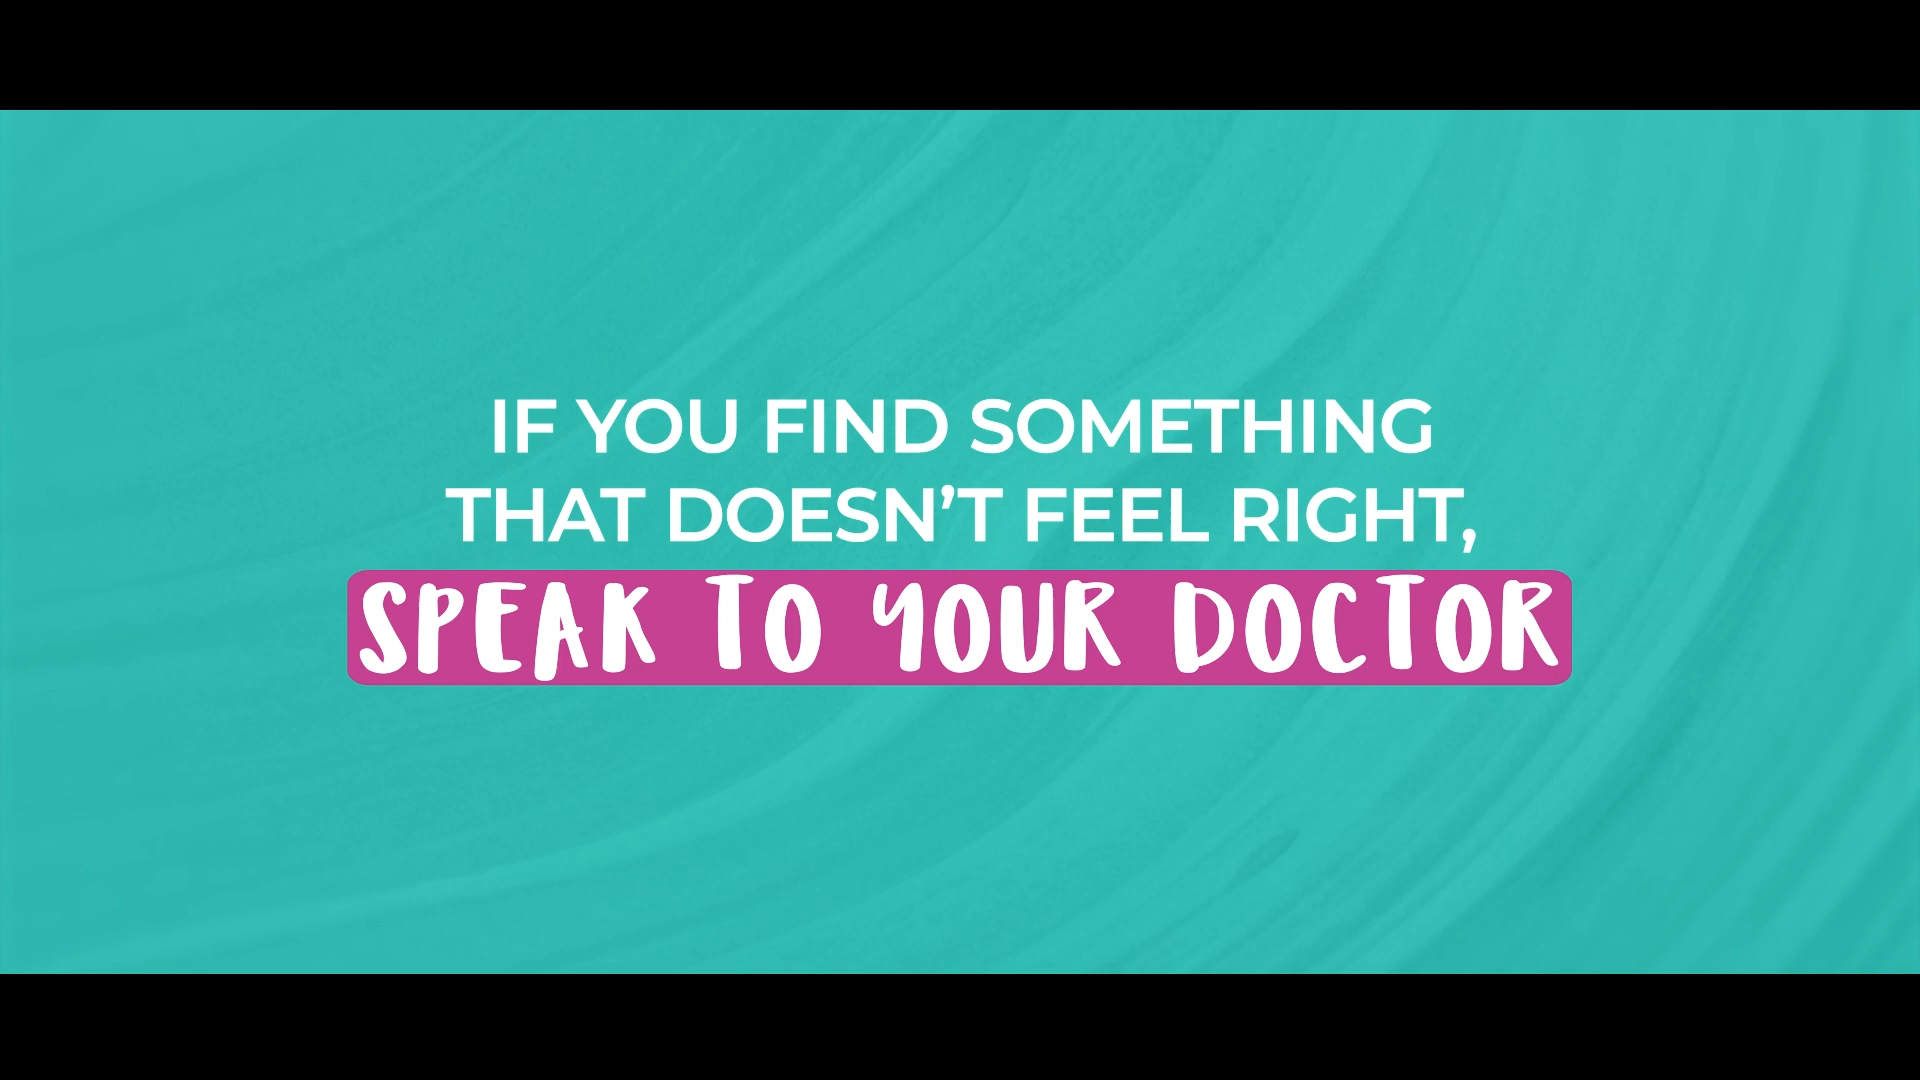 IF YOU FIND SOMETHING
THAT DOESN’T FEEL RIGHT,
SPEAK TO YOUR DOCTOR